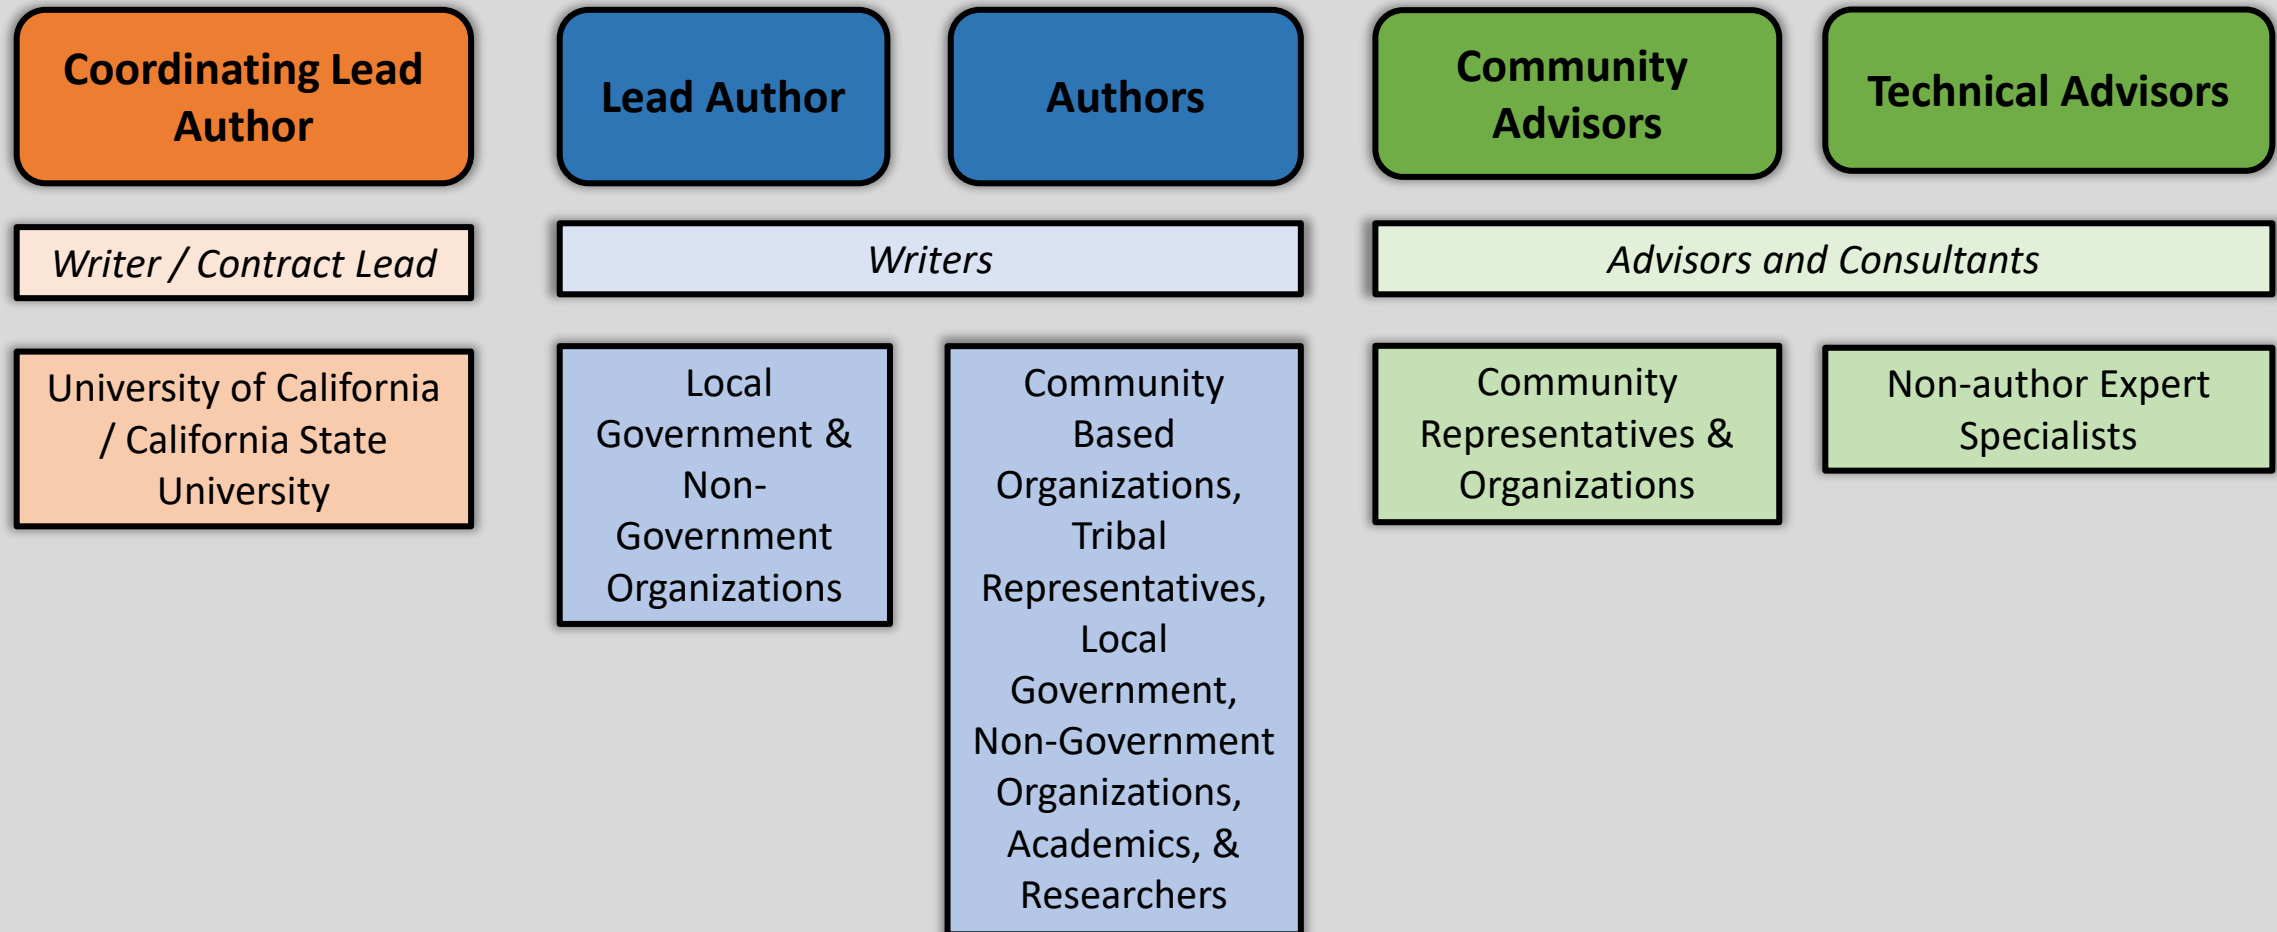 Coordinating Lead
Author
Lead Author
Authors
Community
Advisors
Technical Advisors
Writer / Contract Lead
Writers
Advisors and Consultants
University of California
/ California State
University
Local
Government &
Non-
Government
Organizations
Community
Based
Organizations,
Tribal
Representatives,
Local
Government,
Non-Government
Organizations,
Academics, &
Researchers
Community
Representatives &
Organizations
Non-author Expert
Specialists